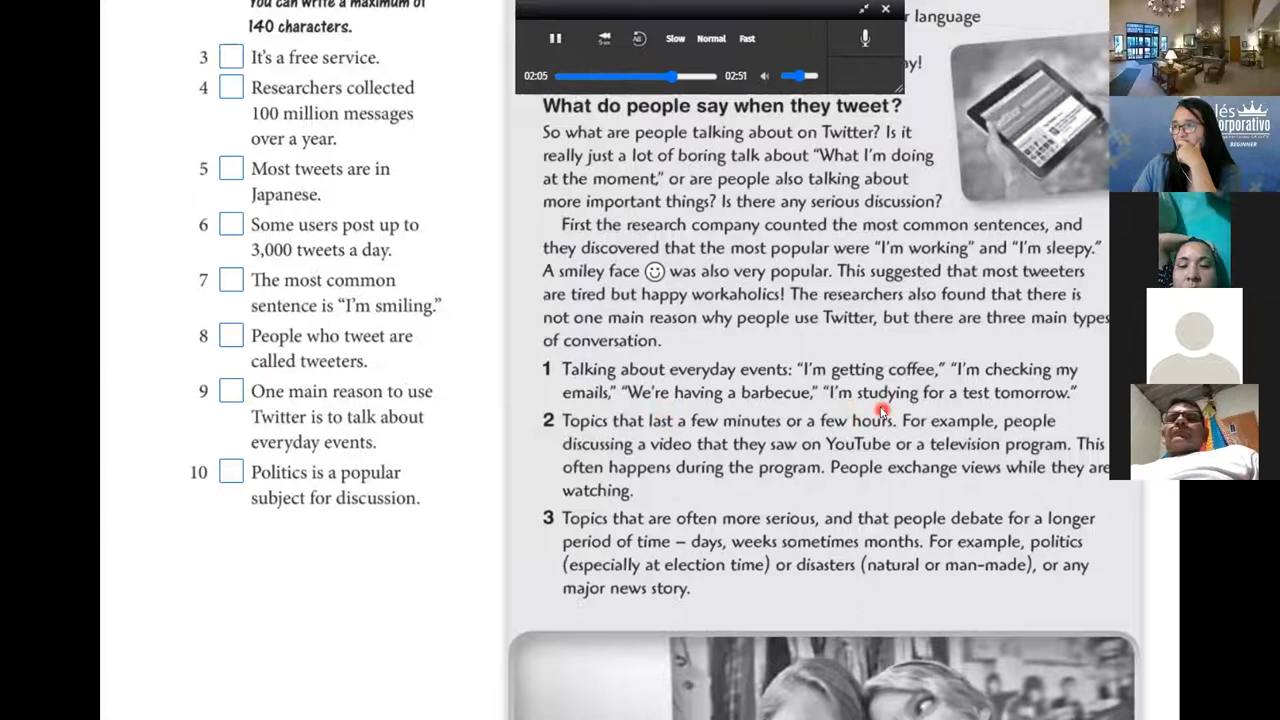 You can write a maximum of
140 characters.
3 It's a free service.
4 Researchers collected
100 million messages
over a year.
5 Most tweets are in
Japanese.
6 Some users post up to
3,000 tweets a day.
7 The most common
sentence is “I'm smiling.”
8 People who tweet are
called tweeters.
9 One main reason to use
Twitter is to talk about
everyday events.
10 Politics is a popular
subject for discussion.
Slow Normal Fast
02:05 02:51
r language
ay!
What do people say when they tweet?
So what are people talking about on Twitter? Is it
really just a lot of boring talk about “What I'm doing
at the moment,” or are people also talking about
more important things? Is there any serious discussion?
First the research company counted the most common sentences, and
they discovered that the most popular were “I'm working” and “I'm sleepy.”
A smiley face ☺ was also very popular. This suggested that most tweeters
are tired but happy workaholics! The researchers also found that there is
not one main reason why people use Twitter, but there are three main types
of conversation.
1 Talking about everyday events: “I'm getting coffee,” “I'm checking my
emails,” “We're having a barbecue,” “I'm studying for a test tomorrow.”
2 Topics that last a few minutes or a few hours. For example, people
discussing a video that they saw on YouTube or a television program. This
often happens during the program. People exchange views while they are
watching.
3 Topics that are often more serious, and that people debate for a longer
period of time – days, weeks sometimes months. For example, politics
(especially at election time) or disasters (natural or man-made), or any
major news story.
lés
orporativo
BEGINNER